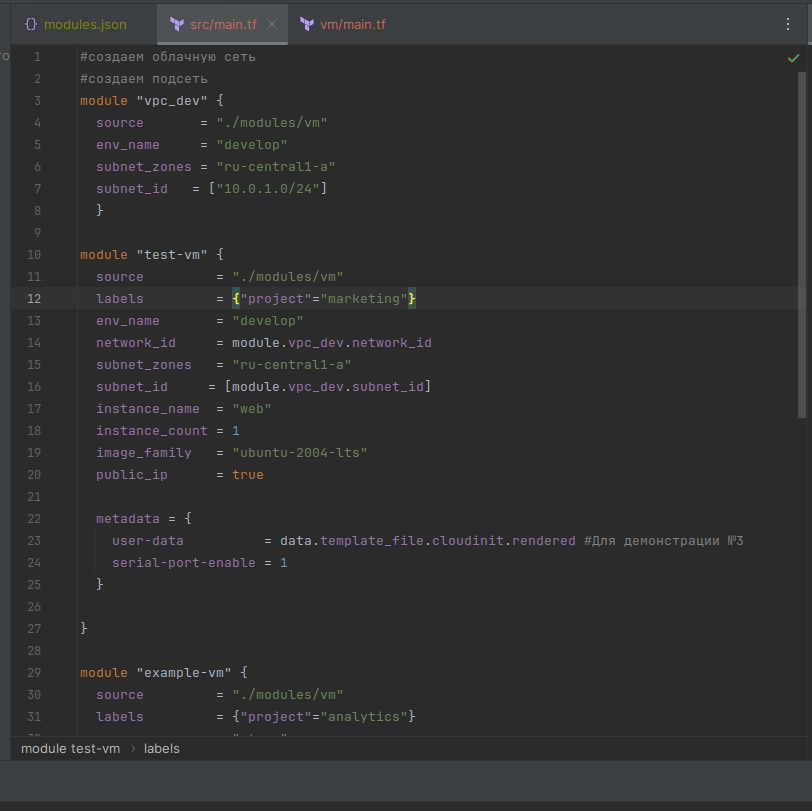 modules.json src/main.tf vm/main.tf
1 #создаем облачную сеть
2 #создаем подсеть
3 module "vpc_dev" {
4 source = "./modules/vm"
5 env_name = "develop"
6 subnet_zones = "ru-central1-a"
7 subnet_id = ["10.0.1.0/24"]
8 }
9
10 module "test-vm" {
11 source = "./modules/vm"
12 labels = {"project"="marketing"}
13 env_name = "develop"
14 network_id = module.vpc_dev.network_id
15 subnet_zones = "ru-central1-a"
16 subnet_id = [module.vpc_dev.subnet_id]
17 instance_name = "web"
18 instance_count = 1
19 image_family = "ubuntu-2004-lts"
20 public_ip = true
21
22 metadata = {
23 user-data = data.template_file.cloudinit.rendered #Для демонстрации №3
24 serial-port-enable = 1
25 }
26
27 }
28
29 module "example-vm" {
30 source = "./modules/vm"
31 labels = {"project"="analytics"}
module test-vm › labels